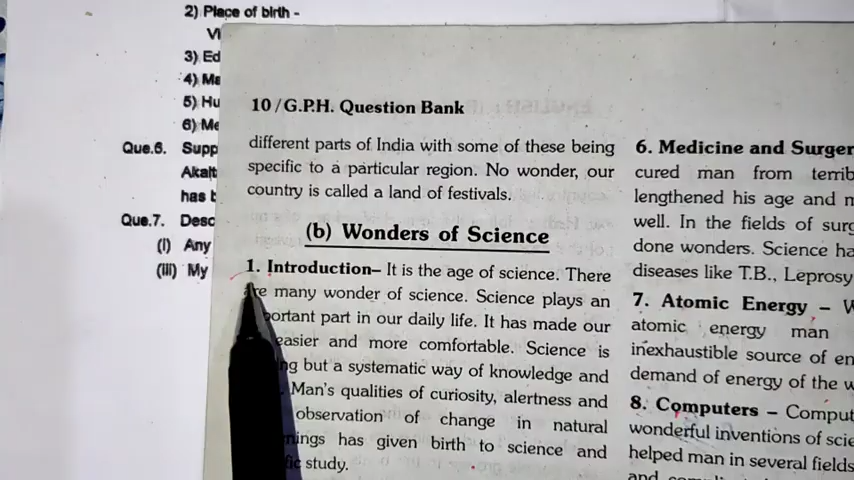 2) Place of birth -
3) Ed
4) Ma
5) Hu
6) Me
Que.6. Supp
Akalt
has b
Que.7. Desc
(i) Any
(iii) My
10 / G.P.H. Question Bank
different parts of India with some of these being
specific to a particular region. No wonder, our
country is called a land of festivals.
(b) Wonders of Science
1. Introduction– It is the age of science. There
are many wonder of science. Science plays an
portant part in our daily life. It has made our
easier and more comfortable. Science is
ng but a systematic way of knowledge and
Man's qualities of curiosity, alertness and
observation of change in natural
nings has given birth to science and
fic study.
6. Medicine and Surger
cured man from terrib
lengthened his age and m
well. In the fields of surg
done wonders. Science ha
diseases like T.B., Leprosy
7. Atomic Energy – W
atomic energy man
inexhaustible source of en
demand of energy of the w
8. Computers – Comput
wonderful inventions of scie
helped man in several fields
and